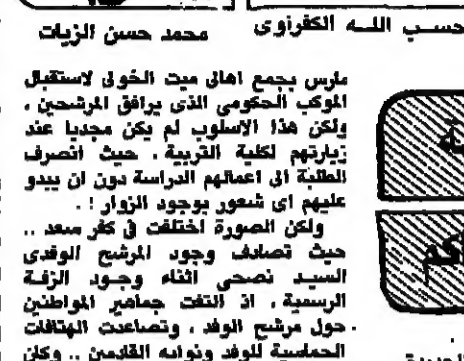 حسب الله الكفراوى
محمد حسن الزيات
مارس بجمع اهالى ميت الخولى لاستقبال
الموكب الحكومى الذى يرافق المرشحين ،
ولكن هذا الاسلوب لم يكن مجديا عند
زيارتهم لكلية التربية . حيث انصرف
الطلبة الى اعمالهم الدراسة دون ان يبدو
عليهم اى شعور بوجود الزوار ! .
ولكن الصورة اختلفت فى كفر سعد ..
حيث تصادف وجود المرشح الوفدى
السيد نصحى اثناء وجود الزفة
الرسمية . اذ التفت جماهير المواطنين
حول مرشح الوفد ، وتصاعدت الهتافات
الحماسية للوفد ونوابه القادمين .. وكان